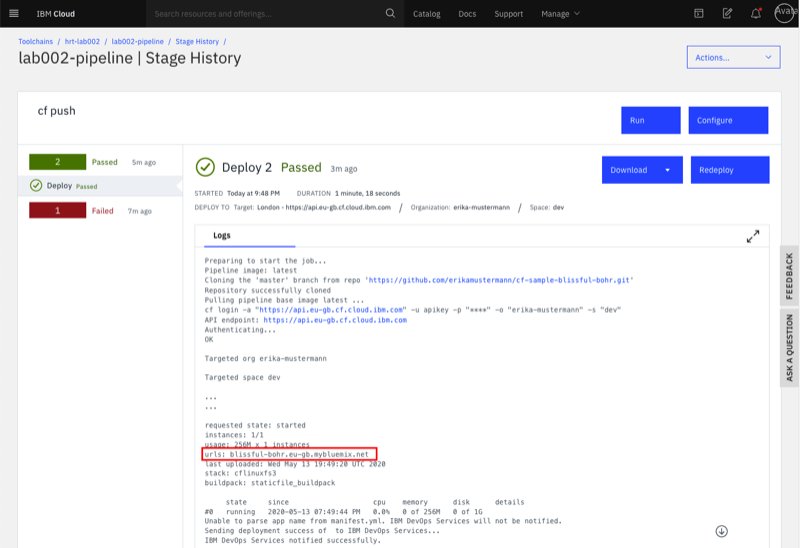 IBM Cloud
Search resources and offerings...
Catalog
Docs
Support
Manage
Avata
Toolchains / hrt-lab002 / lab002-pipeline / Stage History /
lab002-pipeline | Stage History
Actions...
cf push
Run
Configure
2 Passed 5m ago
Deploy Passed
1 Failed 7m ago
Deploy 2 Passed 3m ago
Download
Redeploy
STARTED Today at 9:48 PM DURATION 1 minute, 18 seconds
DEPLOY TO Target: London - https://api.eu-gb.cf.cloud.ibm.com / Organization: erika-mustermann / Space: dev
Logs
Preparing to start the job...
Pipeline image: latest
Cloning the 'master' branch from repo 'https://github.com/erikamustermann/cf-sample-blissful-bohr.git'
Repository successfully cloned
Pulling pipeline base image latest ...
cf login -a "https://api.eu-gb.cf.cloud.ibm.com" -u apikey -p "****" -o "erika-mustermann" -s "dev"
API endpoint: https://api.eu-gb.cf.cloud.ibm.com
Authenticating...
OK
Targeted org erika-mustermann
Targeted space dev
...
...
requested state: started
instances: 1/1
usage: 256M x 1 instances
urls: blissful-bohr.eu-gb.mybluemix.net
last uploaded: Wed May 13 19:49:20 UTC 2020
stack: cflinuxfs3
buildpack: staticfile_buildpack
state since cpu memory disk details
#0 running 2020-05-13 07:49:44 PM 0.0% 0 of 256M 0 of 1G
Unable to parse app name from manifest.yml. IBM DevOps Services will not be notified.
Sending deployment success of to IBM DevOps Services...
IBM DevOps Services notified successfully.
FEEDBACK
ASK A QUESTION